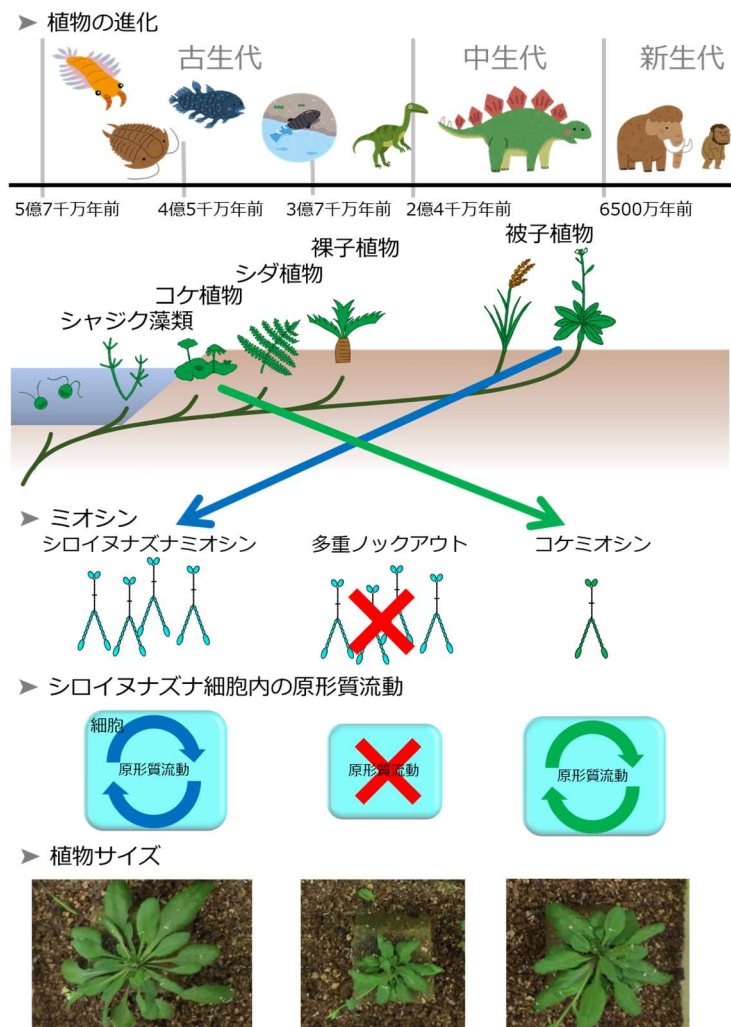 ➤ 植物の進化
古生代 中生代 新生代
5億7千万年前 4億5千万年前 3億7千万年前 2億4千万年前 6500万年前
被子植物
裸子植物
シダ植物
コケ植物
シャジク藻類
➤ ミオシン
シロイヌナズナミオシン 多重ノックアウト コケミオシン
➤ シロイヌナズナ細胞内の原形質流動
細胞
原形質流動 原形質流動 原形質流動
➤ 植物サイズ